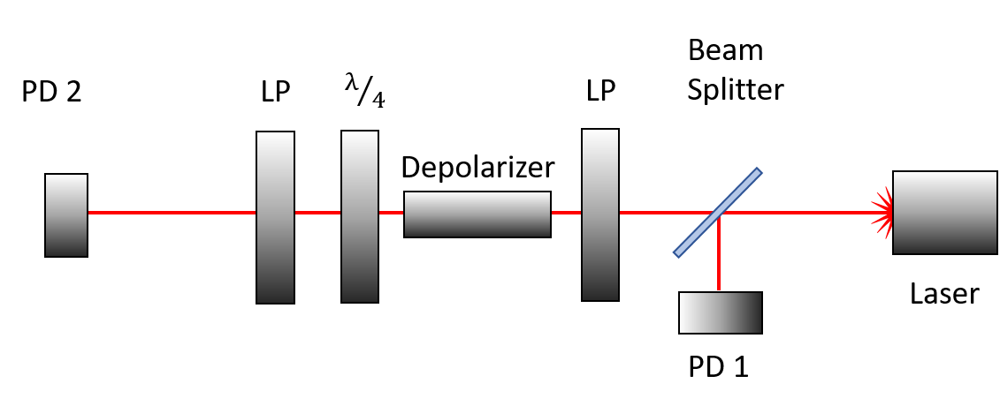 Beam
Splitter
PD 2
LP
λ/4
LP
Depolarizer
Laser
PD 1